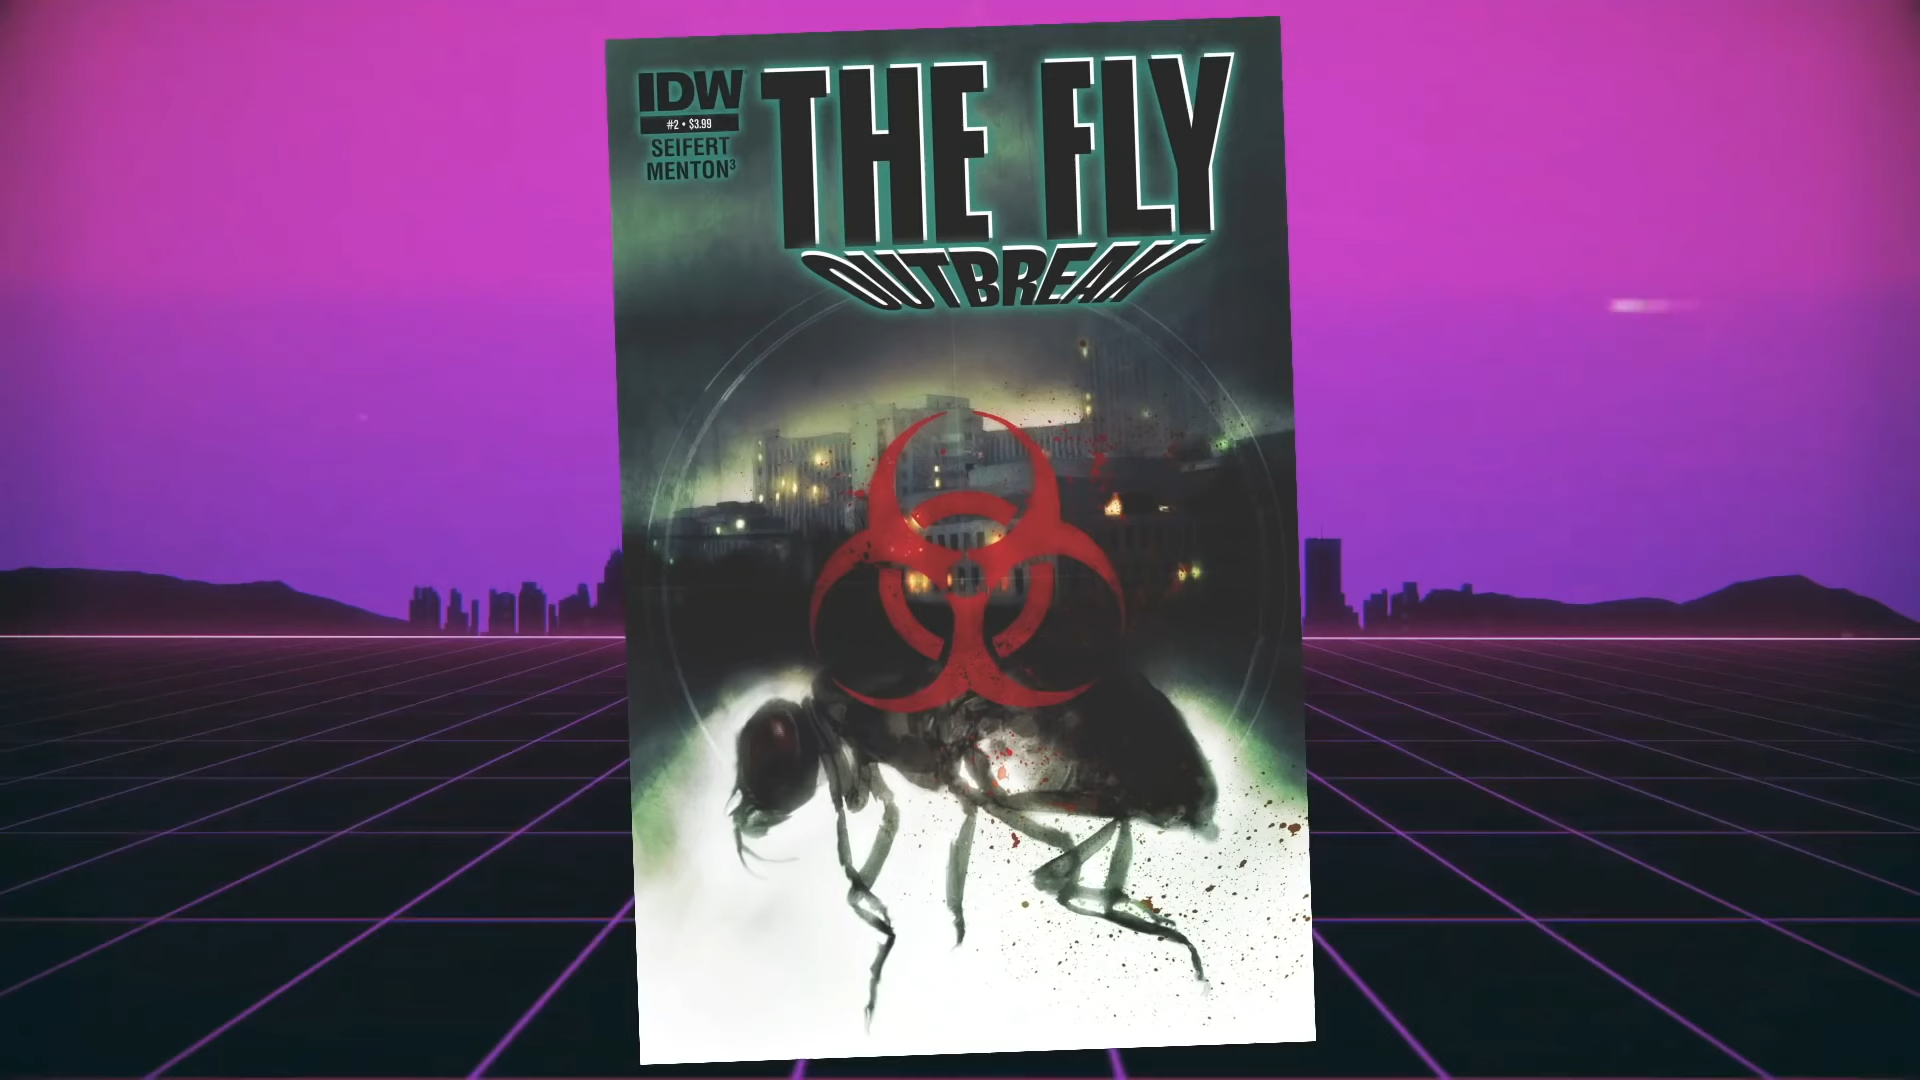 IDW
#2 • $3.99
SEIFERT
MENTON³
THE FLY
OUTBREAK